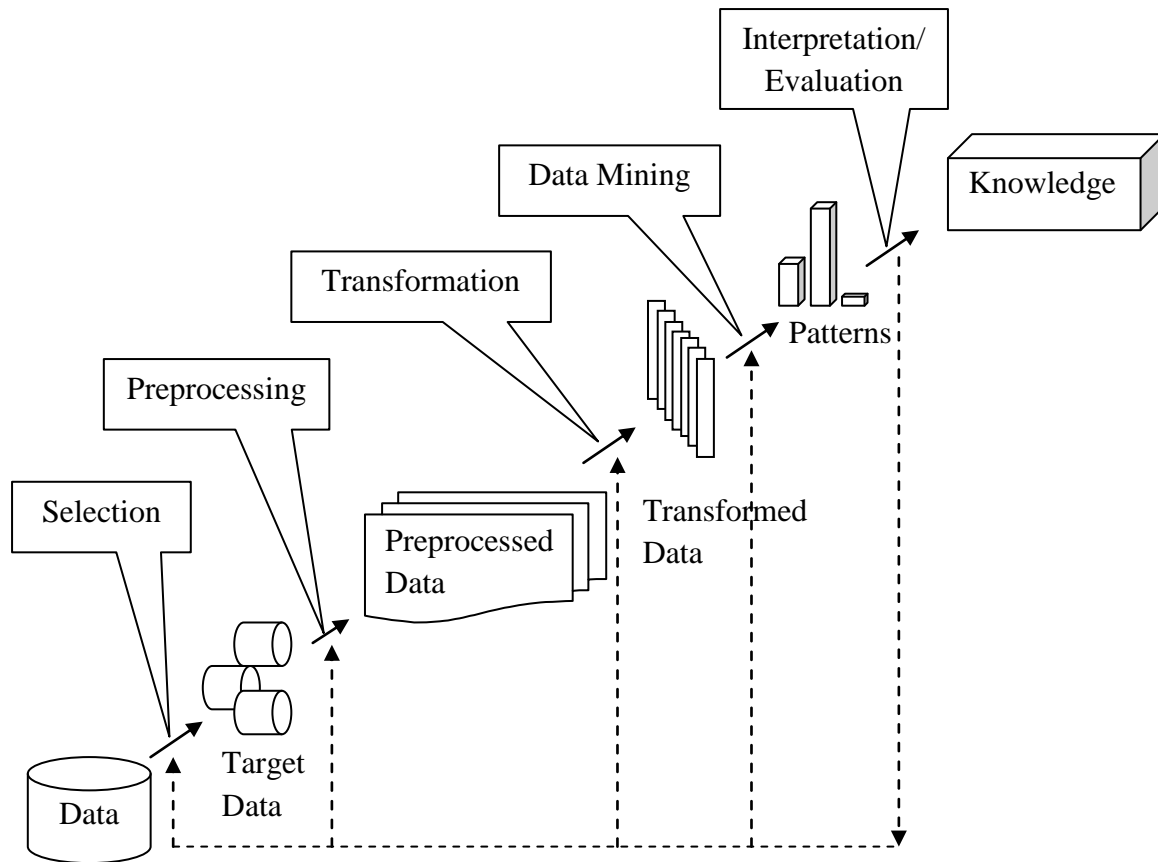 Interpretation/
Evaluation
Data Mining
Knowledge
Transformation
Patterns
Preprocessing
Selection
Preprocessed
Data
Transformed
Data
Target
Data
Data